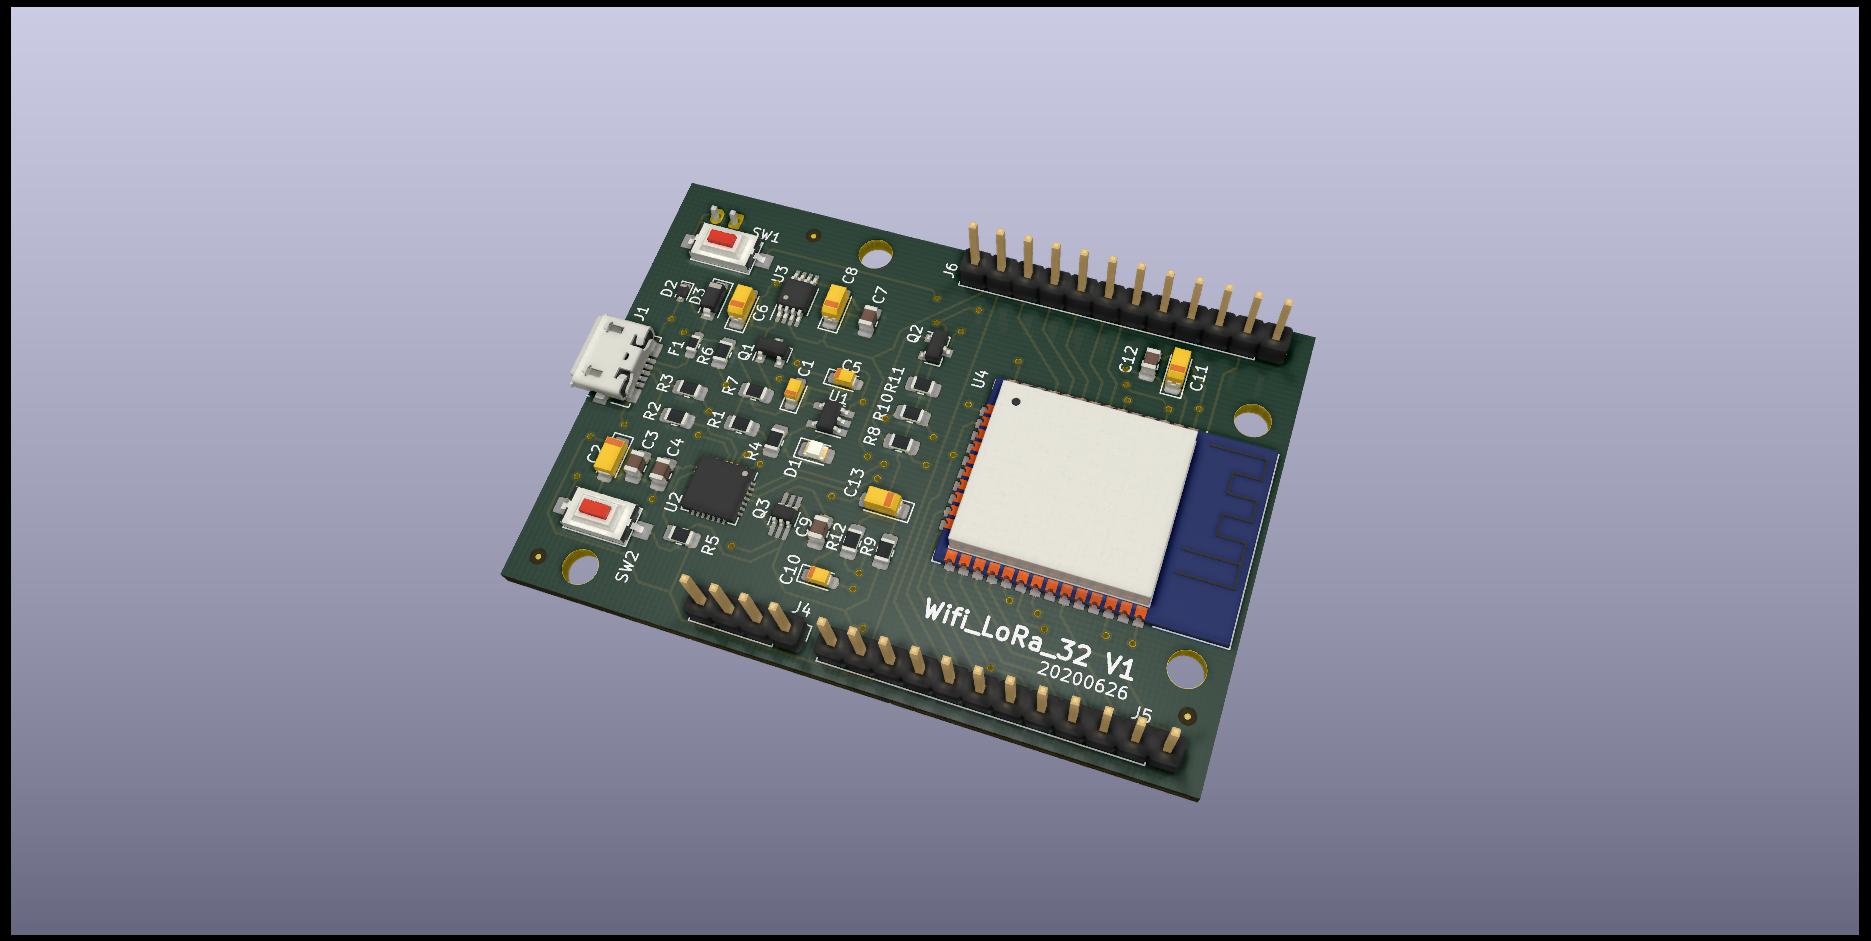 SW1
U3
C8
J6
D2
D3
C6
C7
J1
Q2
F1
R6
Q1
C1
C5
C12
C11
R3
R7
R11
U4
R2
R1
R10
U1
R8
R4
C2
C3
C4
D1
C13
U2
Q3
C9
R12
R9
R5
SW2
C10
J4
Wifi_LoRa_32 V1
20200626
J5